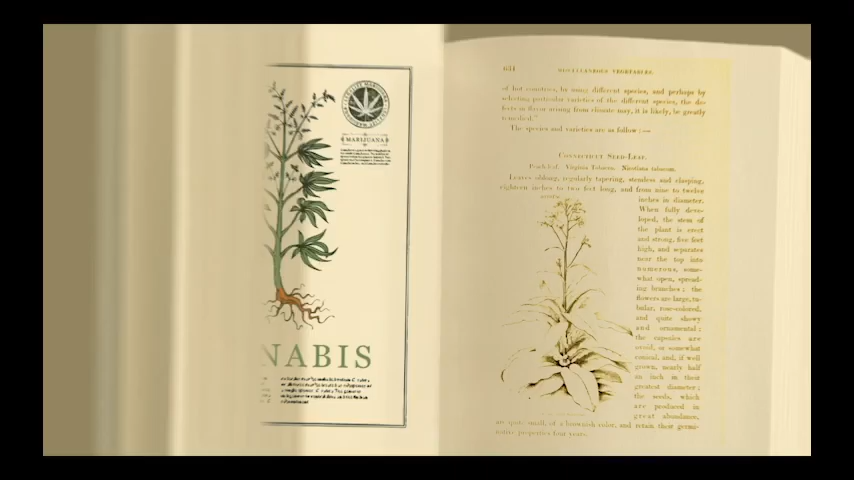 MARIJUANA
NABIS
634
MISCELLANEOUS VEGETABLES.
of hot countries, by using different species, and perhaps by
selecting particular varieties of the different species, the de-
fects in flavor arising from climate may, it is likely, be greatly
remedied."
The species and varieties are as follow:—
CONNECTICUT SEED-LEAF.
Peach-leaf. Virginia Tobacco. Nicotiana tabacum.
Leaves oblong, regularly tapering, stemless and clasping,
eighteen inches to two feet long, and from nine to twelve
inches in diameter.
When fully deve-
loped, the stem of
the plant is erect
and strong, five feet
high, and separates
near the top into
numerous, some-
what open, spread-
ing branches: the
flowers are large, tu-
bular, rose-colored,
and quite showy
and ornamental;
the capsules are
ovoid, or somewhat
conical, and, if well
grown, nearly half
an inch in their
greatest diameter;
the seeds, which
are produced in
great abundance,
are quite small, of a brownish color, and retain their germi-
native properties four years.